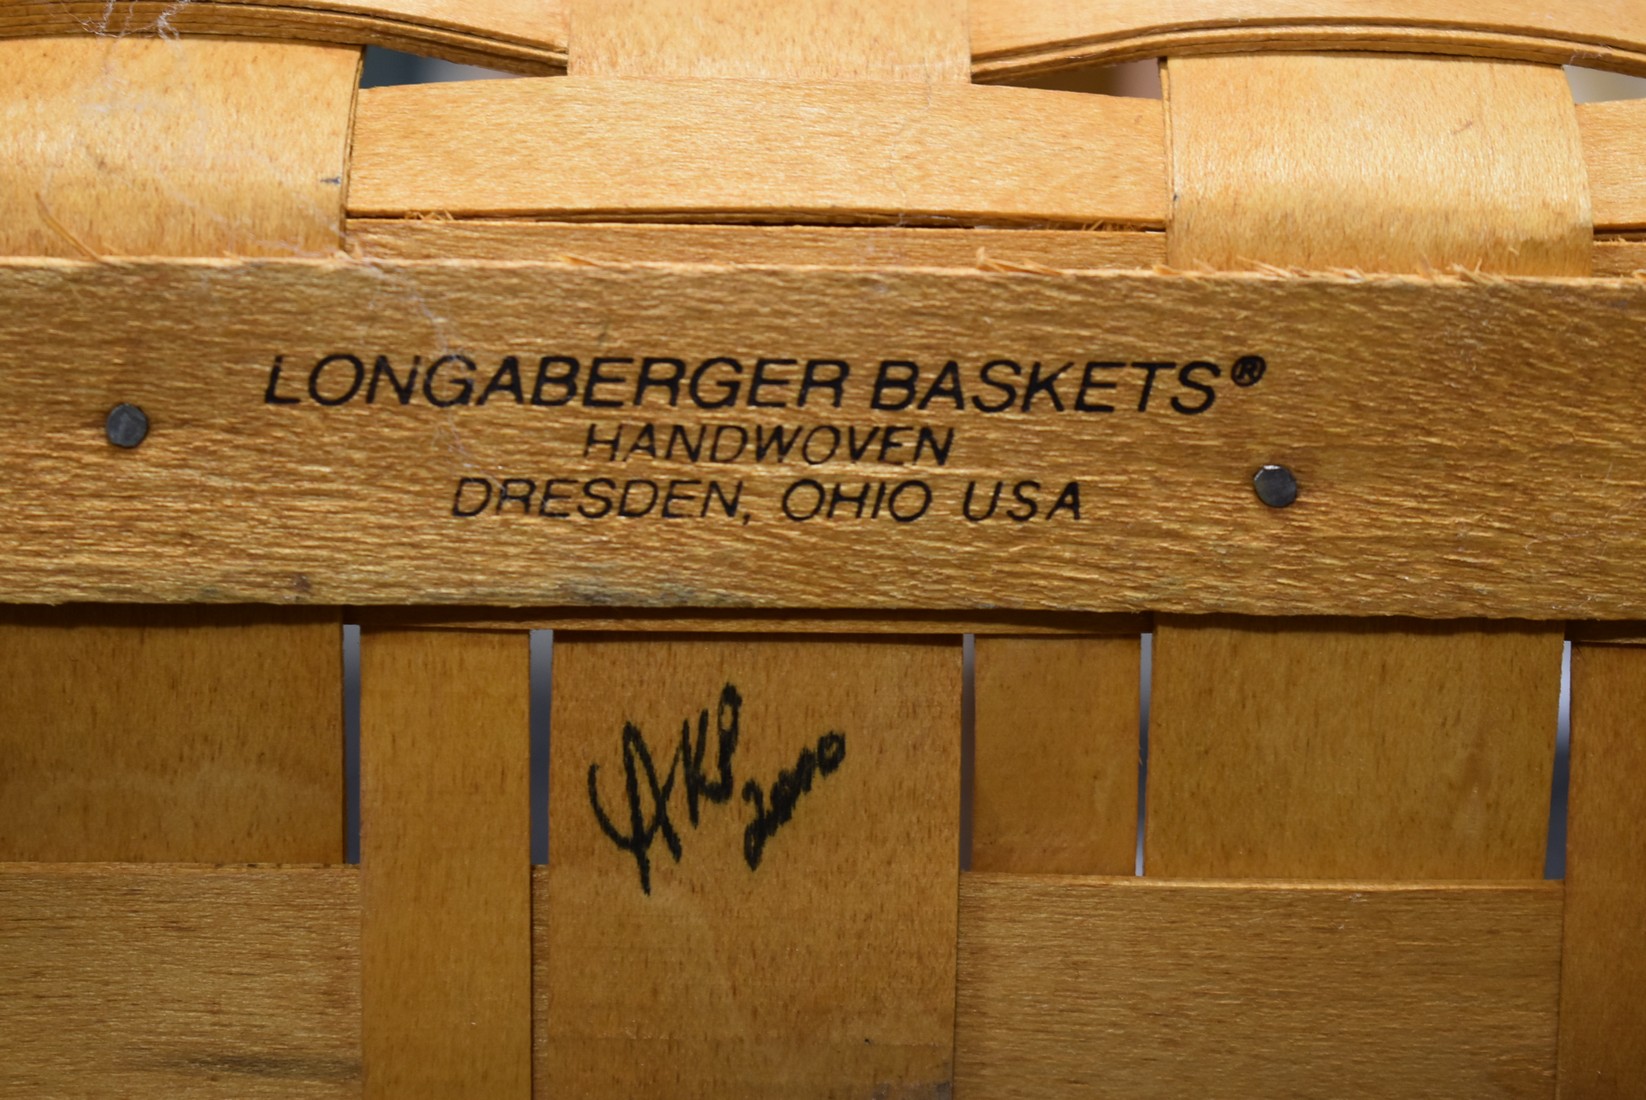 LONGABERGER BASKETS®
HANDWOVEN
DRESDEN, OHIO USA
2000